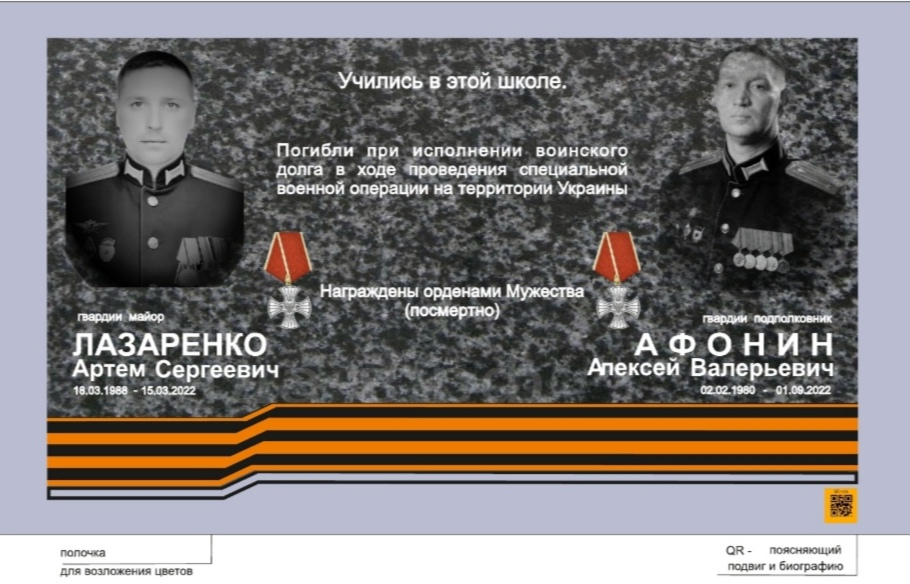 Учились в этой школе.
Погибли при исполнении воинского
долга в ходе проведения специальной
военной операции на территории Украины
Награждены орденами Мужества
(посмертно)
гвардии майор
ЛАЗАРЕНКО
Артем Сергеевич
18.03.1988 - 15.03.2022
гвардии подполковник
АФОНИН
Алексей Валерьевич
02.02.1980 - 01.09.2022
полочка
для возложения цветов
QR - поясняющий
подвиг и биографию